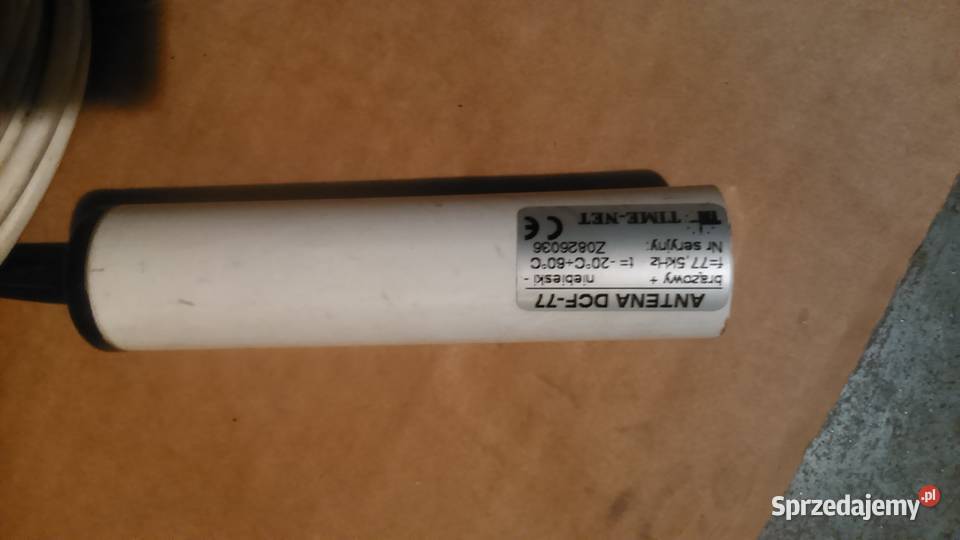 ANTENA DCF-77
brązowy + niebieski -
f=77,5kHz t= -20°C÷60°C
Nr seryjny: Z0826036
TIME-NET CE
Sprzedajemy.pl